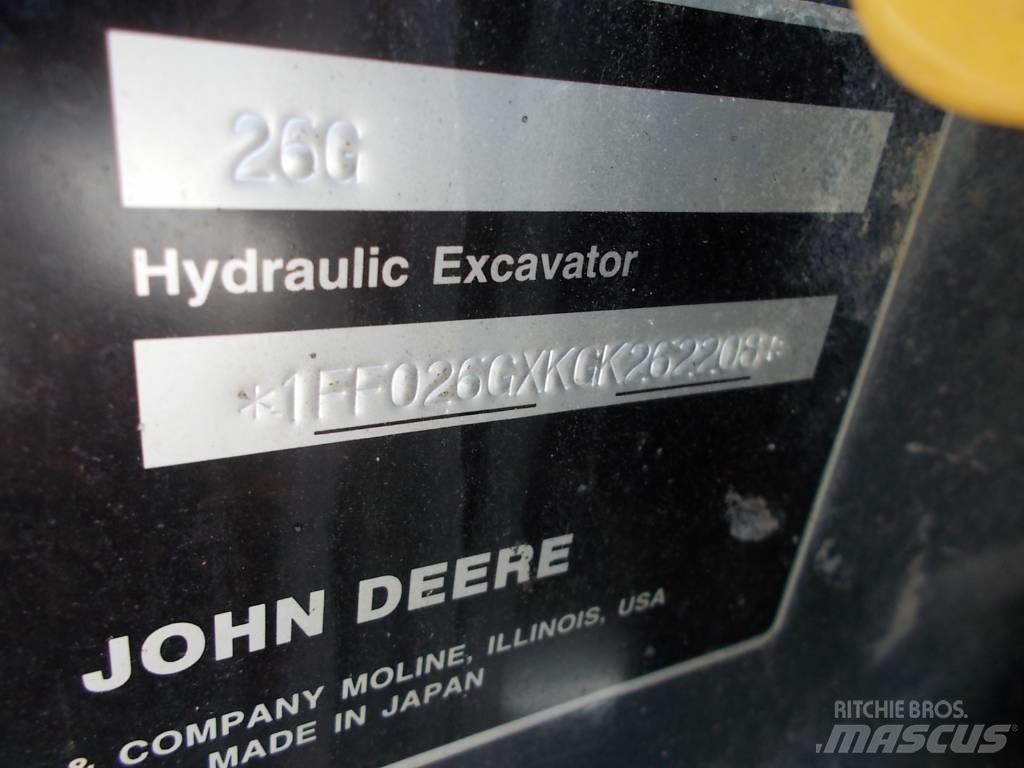 26G
Hydraulic Excavator
*1FF026GXKGK262208*
JOHN DEERE
& COMPANY MOLINE, ILLINOIS, USA
MADE IN JAPAN
RITCHIE BROS.
MASCUS